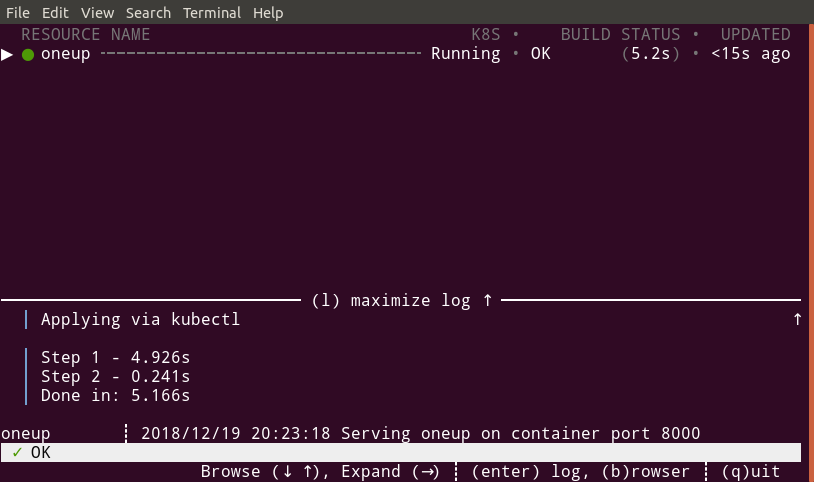 File Edit View Search Terminal Help
RESOURCE NAME K8S • BUILD STATUS • UPDATED
▶ ● oneup -------------------------------- Running • OK (5.2s) • <15s ago
(l) maximize log ↑
Applying via kubectl ↑
Step 1 - 4.926s
Step 2 - 0.241s
Done in: 5.166s
oneup ┊ 2018/12/19 20:23:18 Serving oneup on container port 8000
✓ OK
Browse (↓ ↑), Expand (→) ┊ (enter) log, (b)rowser ┊ (q)uit